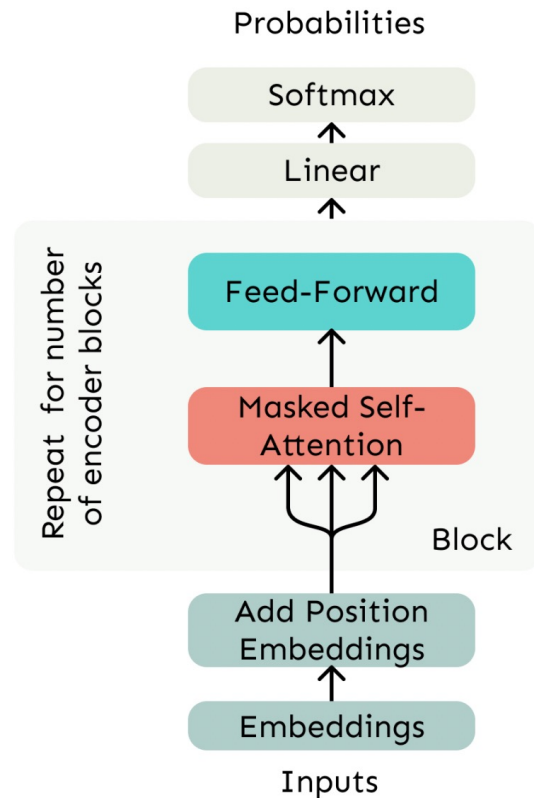 Probabilities
Softmax
Linear
Repeat for number
of encoder blocks
Feed-Forward
Masked Self-
Attention
Block
Add Position
Embeddings
Embeddings
Inputs